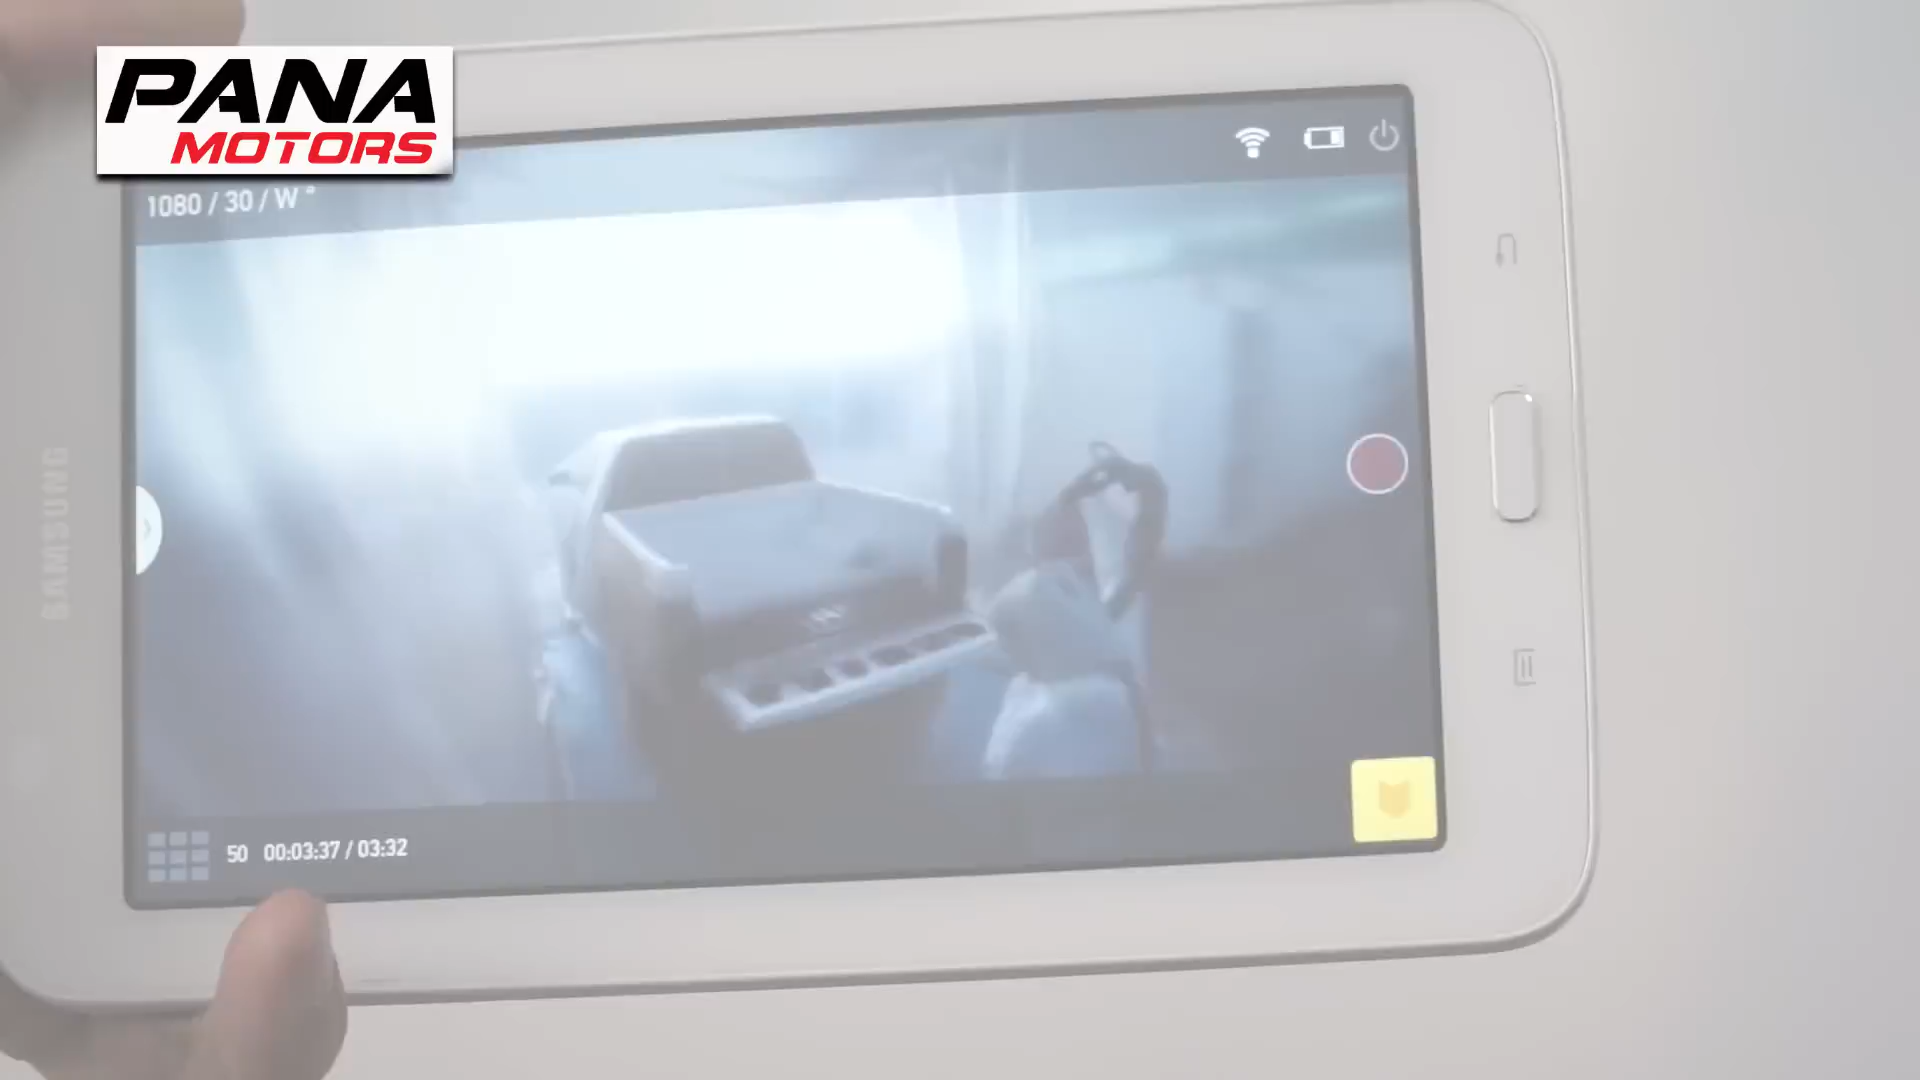 PANA
MOTORS
1080 / 30 / W
SAMSUNG
50 00:03:37 / 03:32